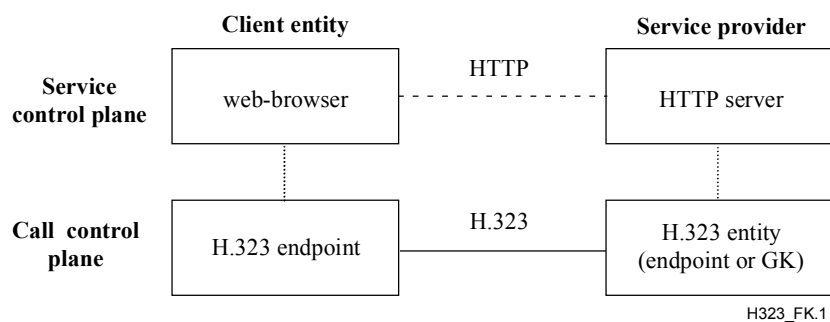 Client entity
Service provider
Service
control plane
web-browser
HTTP
HTTP server
Call control
plane
H.323 endpoint
H.323
H.323 entity
(endpoint or GK)
H323_FK.1